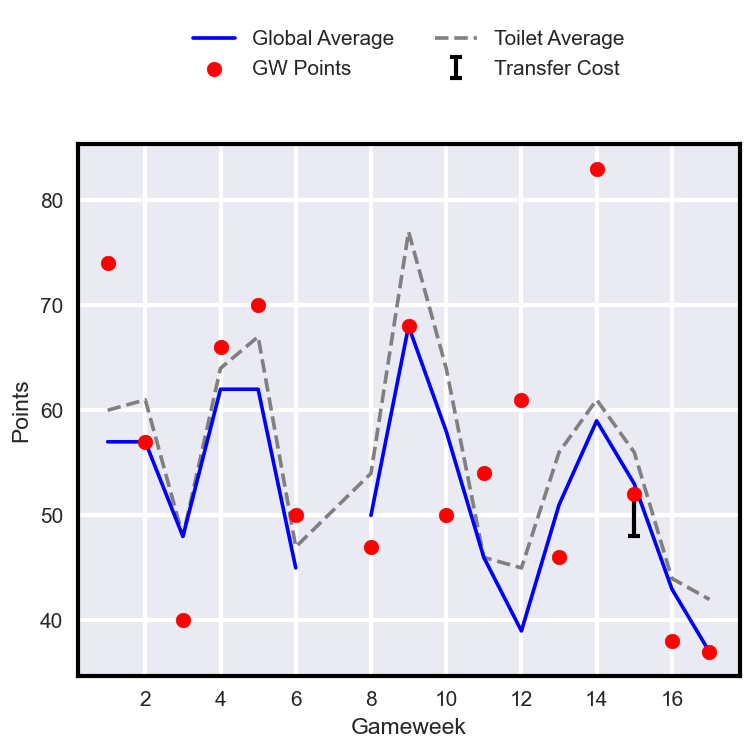 Global Average
Toilet Average
GW Points
Transfer Cost
80
70
60
50
40
Points
2 4 6 8 10 12 14 16
Gameweek